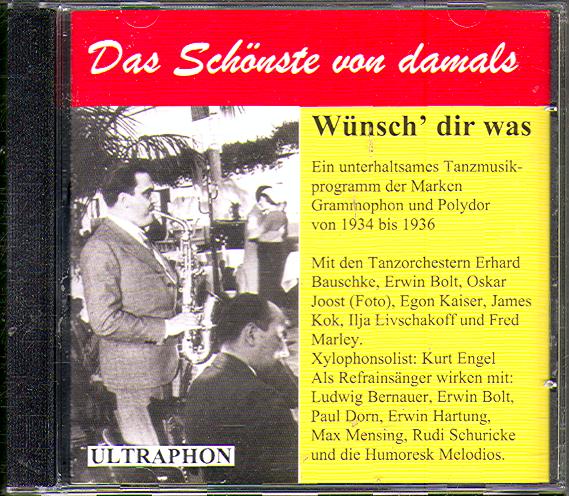 Das Schönste von damals
Wünsch' dir was
Ein unterhaltsames Tanzmusik-
programm der Marken
Grammophon und Polydor
von 1934 bis 1936
Mit den Tanzorchestern Erhard
Bauschke, Erwin Bolt, Oskar
Joost (Foto), Egon Kaiser, James
Kok, Ilja Livschakoff und Fred
Marley.
Xylophonsolist: Kurt Engel
Als Refrainsänger wirken mit:
Ludwig Bernauer, Erwin Bolt,
Paul Dorn, Erwin Hartung,
Max Mensing, Rudi Schuricke
und die Humoresk Melodios.
ULTRAPHON